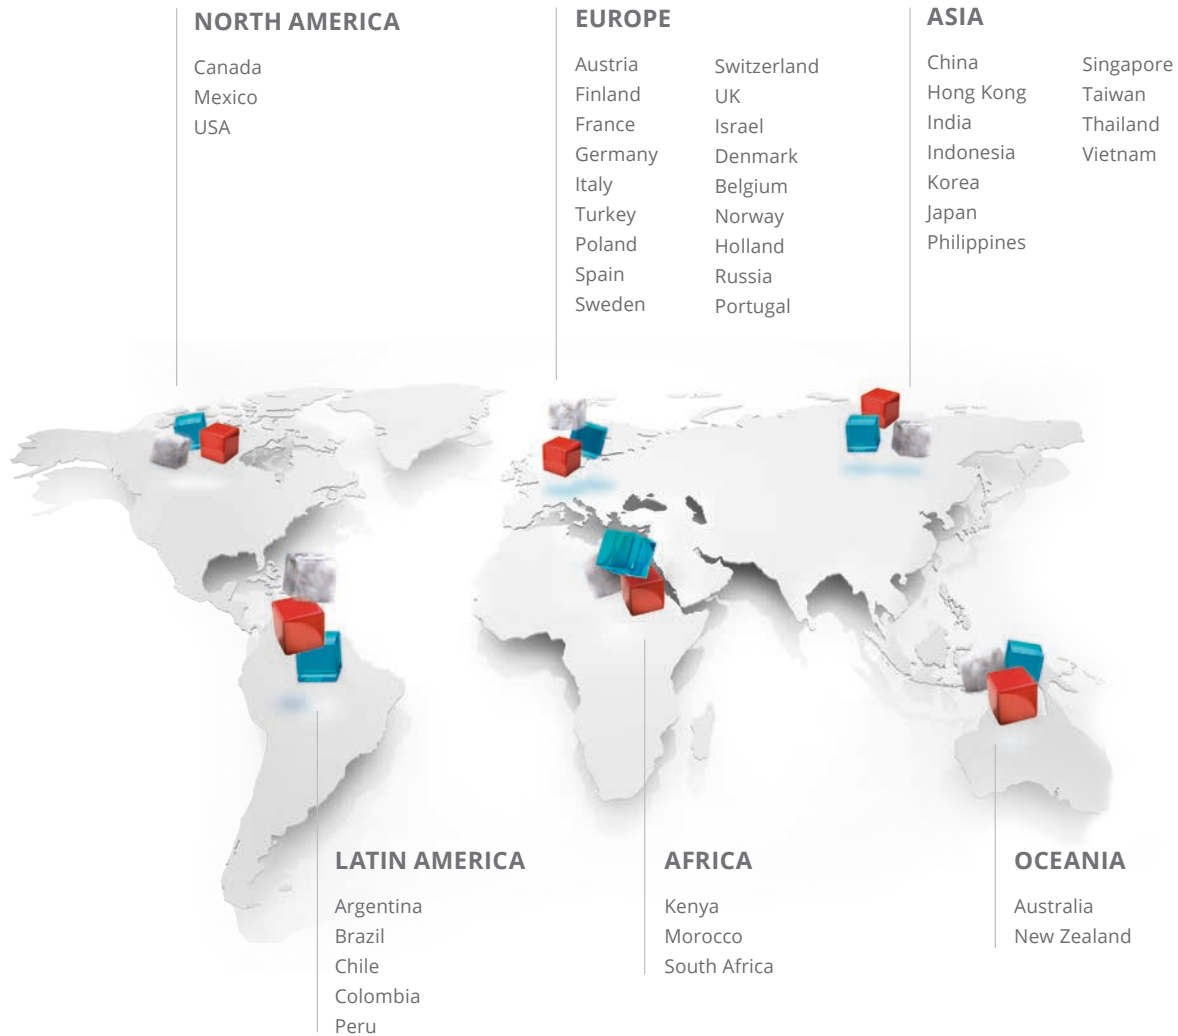 NORTH AMERICA
Canada
Mexico
USA
EUROPE
Austria
Finland
France
Germany
Italy
Turkey
Poland
Spain
Sweden
Switzerland
UK
Israel
Denmark
Belgium
Norway
Holland
Russia
Portugal
ASIA
China
Hong Kong
India
Indonesia
Korea
Japan
Philippines
Singapore
Taiwan
Thailand
Vietnam
LATIN AMERICA
Argentina
Brazil
Chile
Colombia
Peru
AFRICA
Kenya
Morocco
South Africa
OCEANIA
Australia
New Zealand